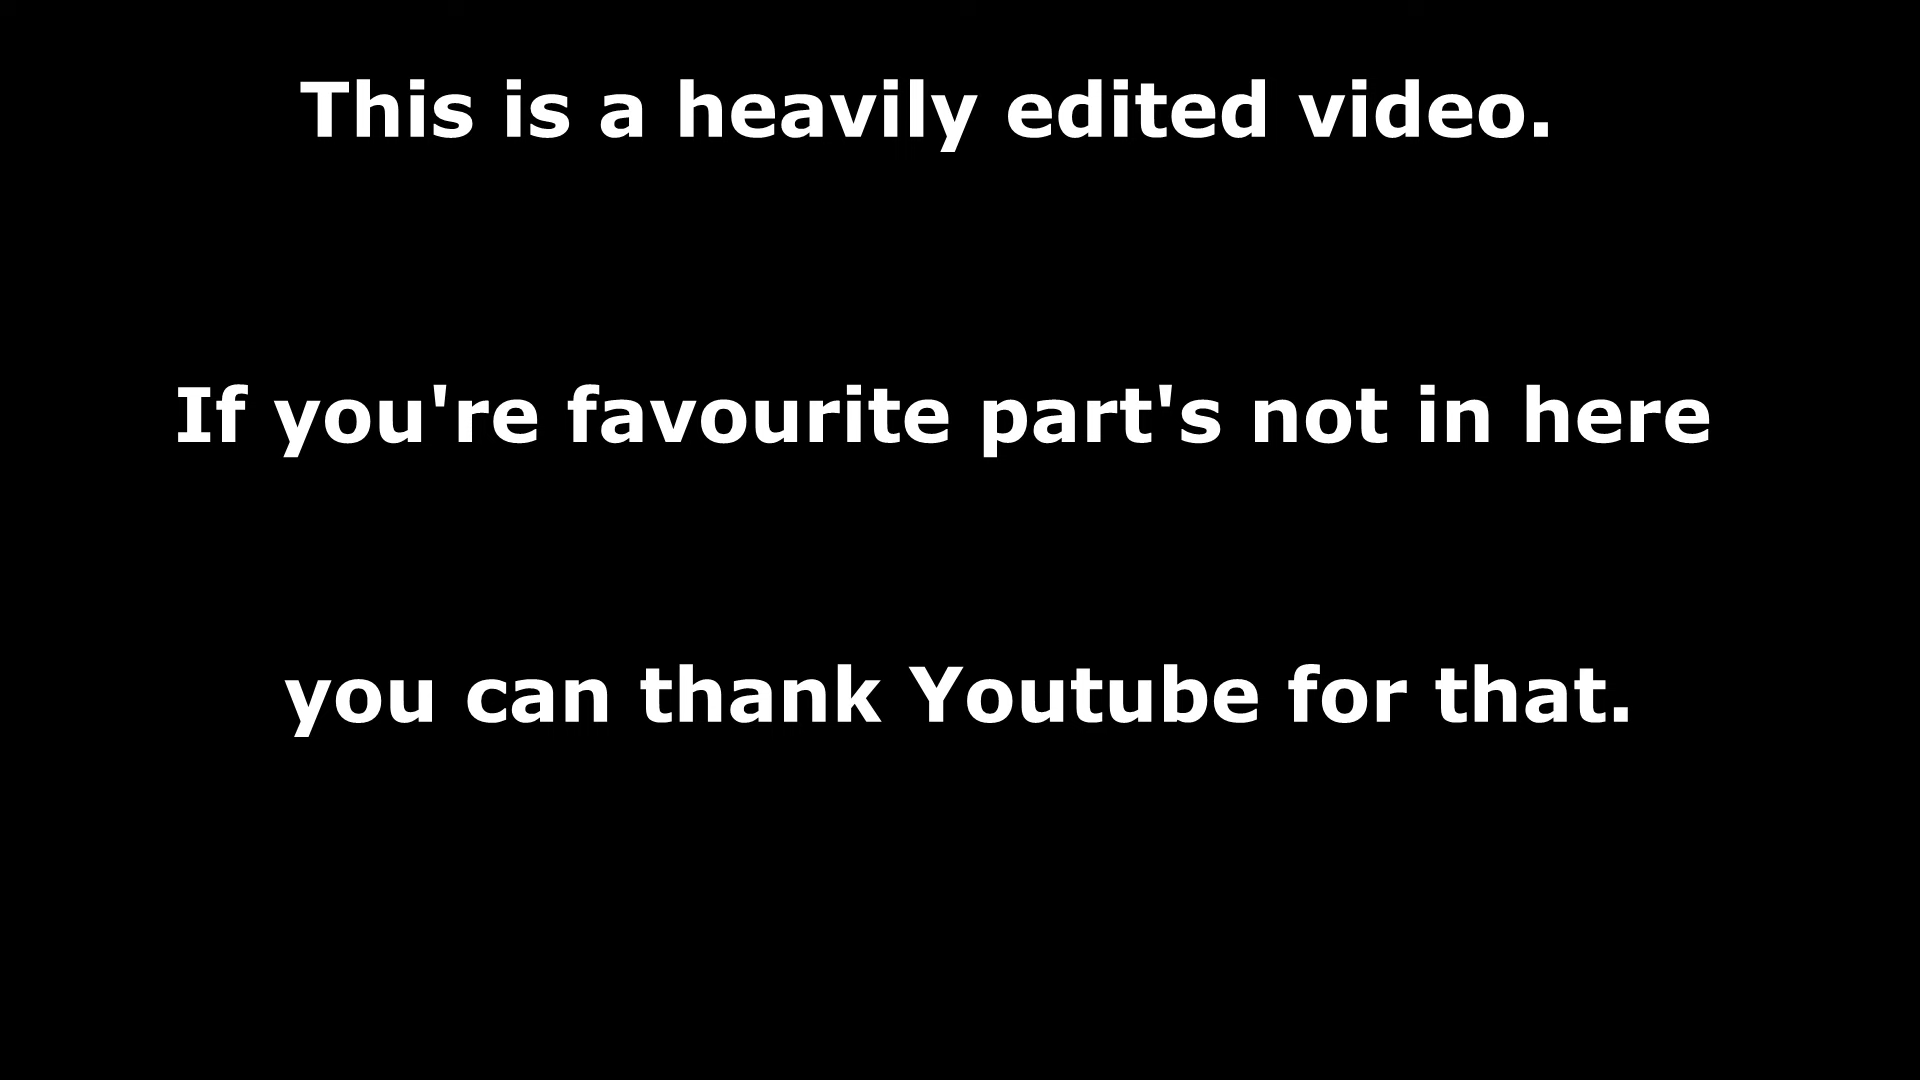 This is a heavily edited video.
If you're favourite part's not in here
you can thank Youtube for that.